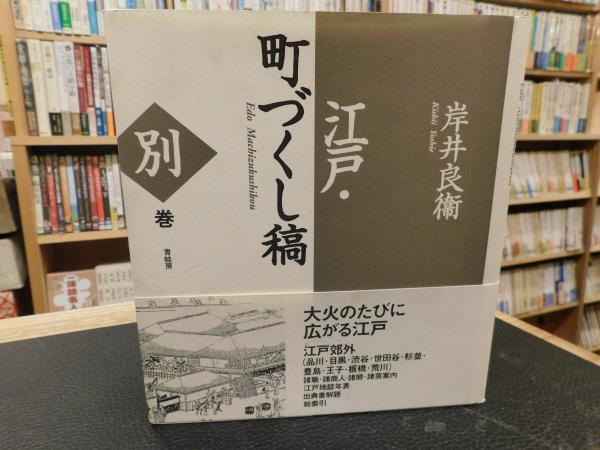 岸井良衞
Kishii Yoshie
江戸・
町づくし稿
Edo Machizukushikou
別
巻
青蛙房
大火のたびに
広がる江戸
江戸郊外
(品川・目黒・渋谷・世田谷・杉並・
豊島・王子・板橋・荒川)
諸職・諸商人・諸師・諸芸案内
江戸地誌年表
出典書解題
総索引